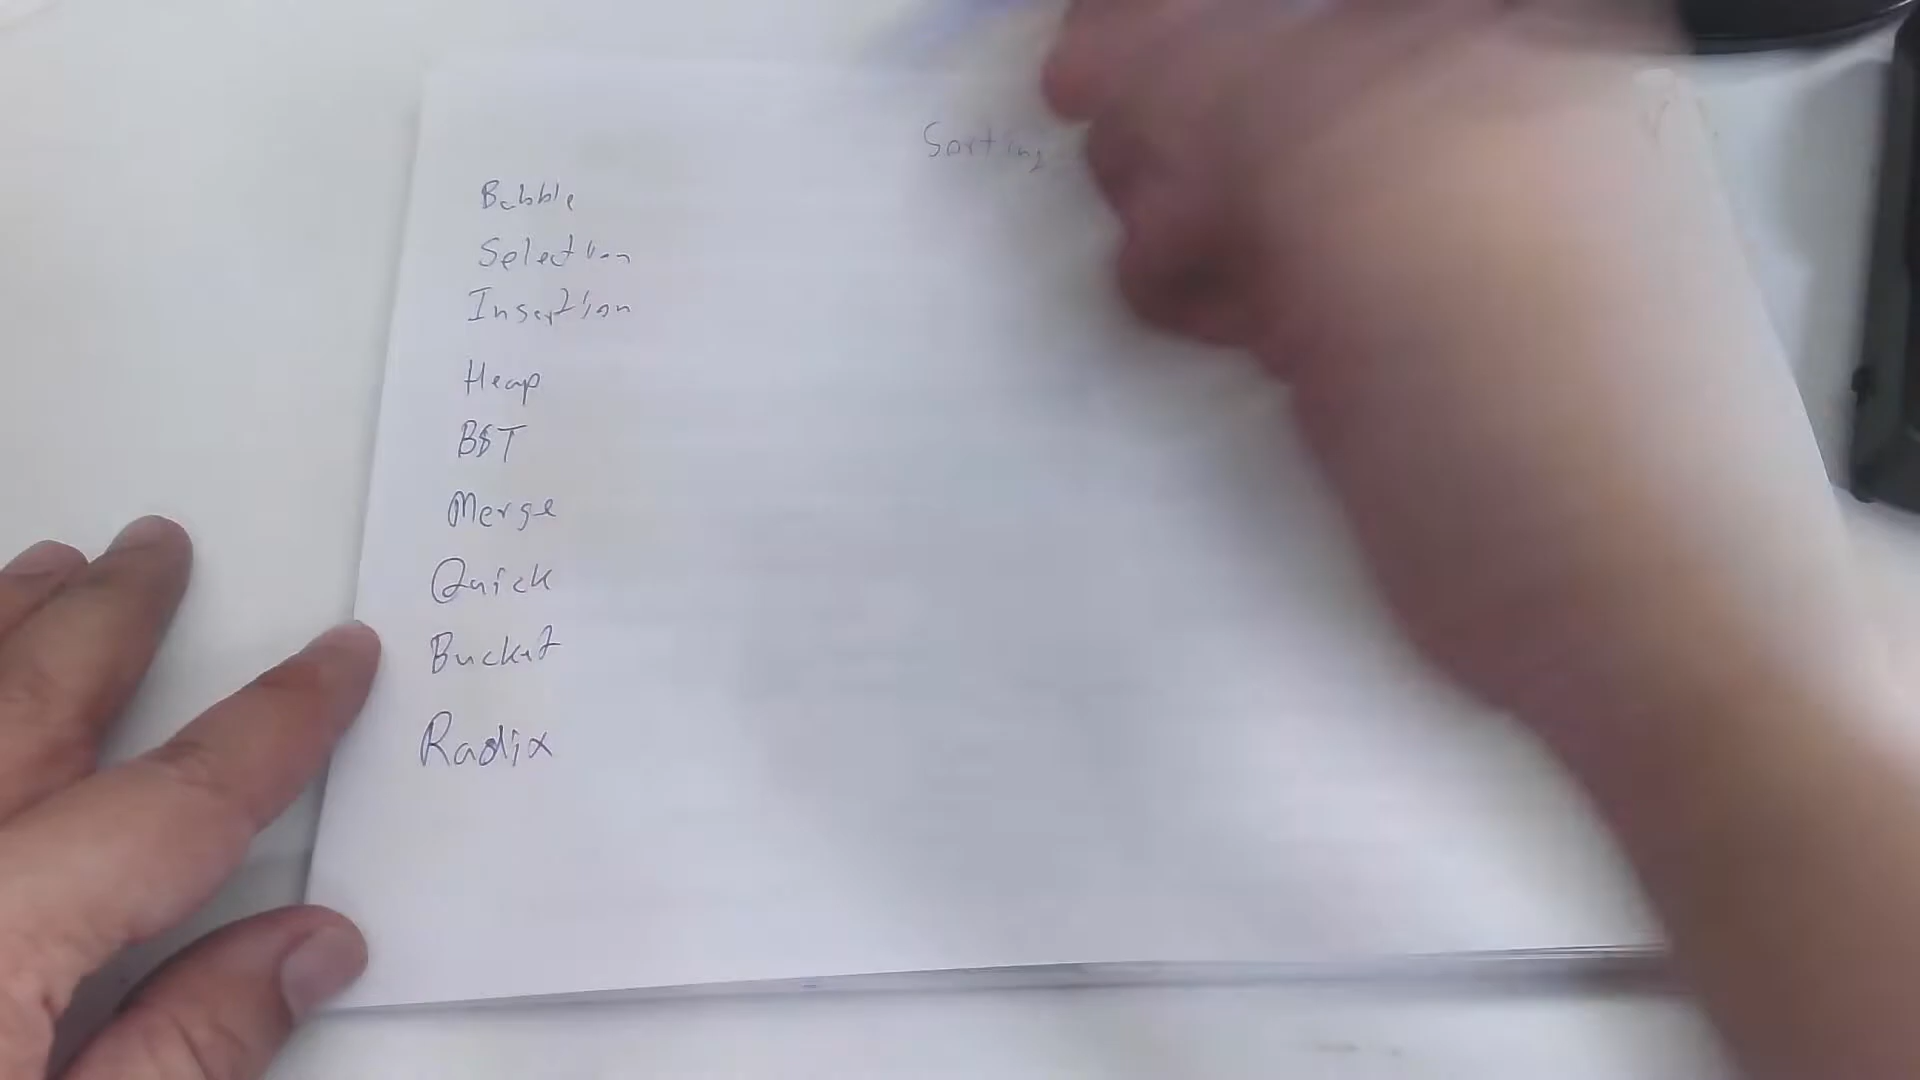 Sorting
Bubble
Selection
Insertion
Heap
BST
Merge
Quick
Bucket
Radix